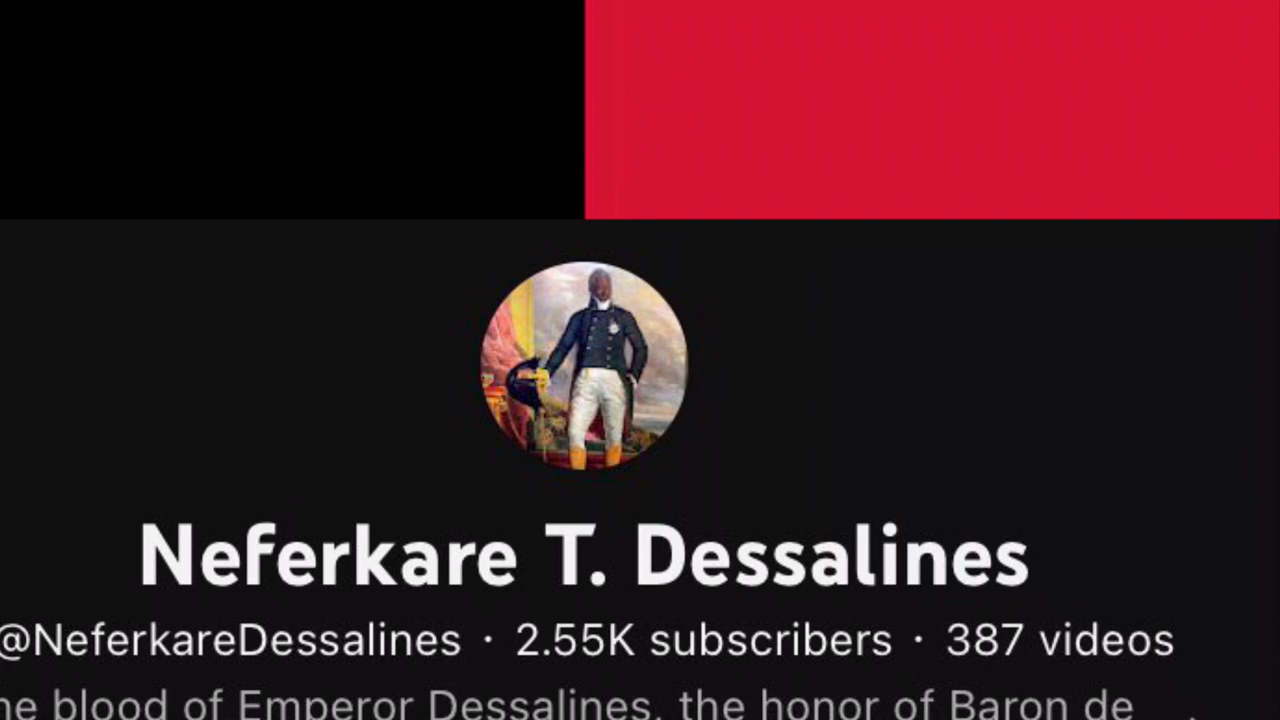 Neferkare T. Dessalines
@NeferkareDessalines · 2.55K subscribers · 387 videos
blood of Emperor Dessalines, the honor of Baron de